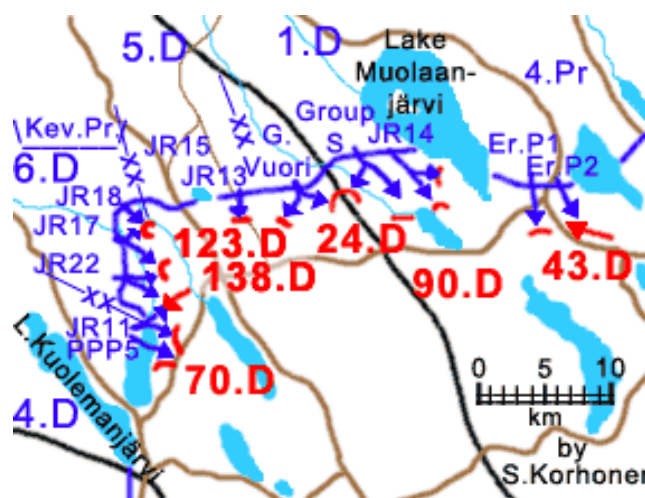 5.D
1.D
Lake
Muolaan-
järvi
4.Pr
\Kev.Pr/
XX
Group
G.
S.
JR14
JR15
Er.P1
6.D
JR13
Vuori
Er.P2
JR18
JR17
123.D
24.D
43.D
JR22
138.D
90.D
XX
JR11
PPP5
70.D
L.Kuolemanjärvi
4.D
0 5 10
km
by
S.Korhonen